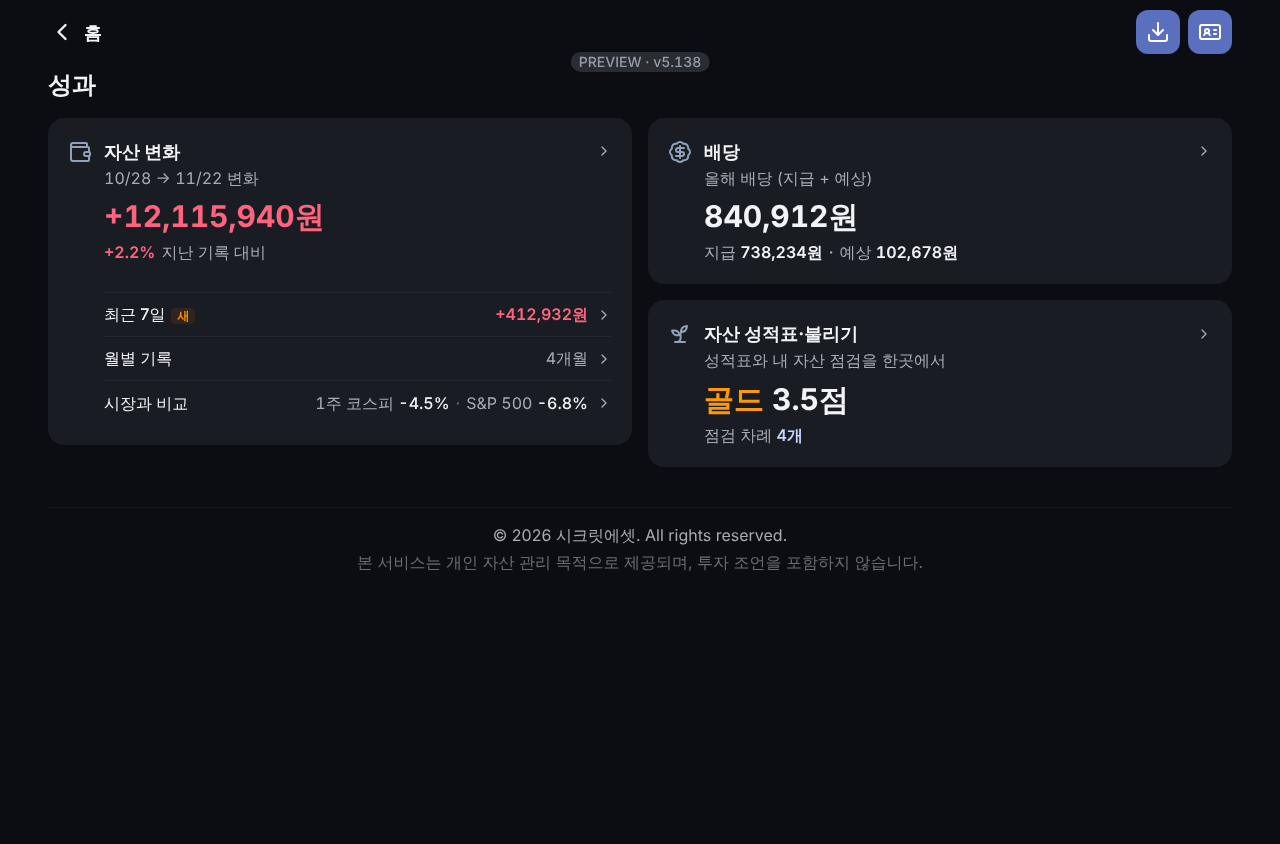 홈
PREVIEW · v5.138
성과
자산 변화
10/28 → 11/22 변화
+12,115,940원
+2.2% 지난 기록 대비
최근 7일 새 +412,932원
월별 기록 4개월
시장과 비교 1주 코스피 -4.5% · S&P 500 -6.8%
배당
올해 배당 (지급 + 예상)
840,912원
지급 738,234원 · 예상 102,678원
자산 성적표·불리기
성적표와 내 자산 점검을 한곳에서
골드 3.5점
점검 차례 4개
© 2026 시크릿에셋. All rights reserved.
본 서비스는 개인 자산 관리 목적으로 제공되며, 투자 조언을 포함하지 않습니다.